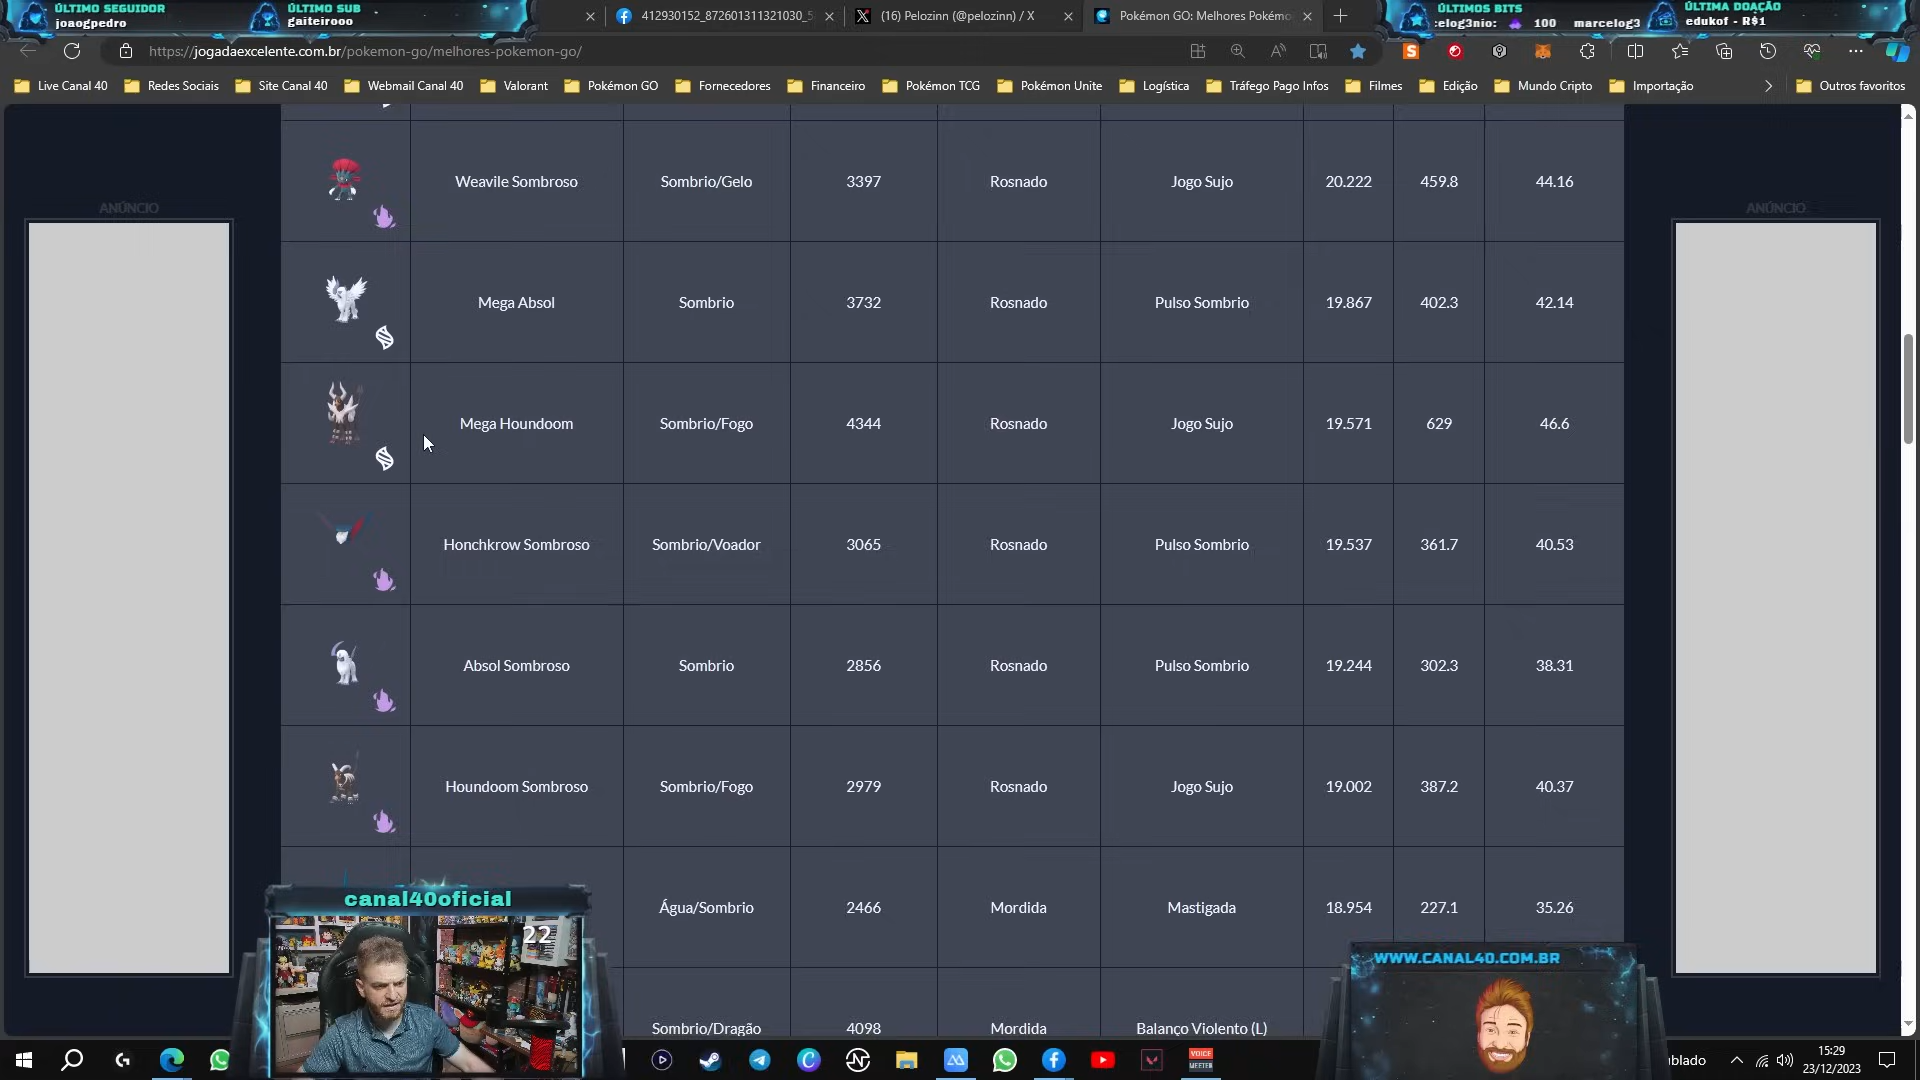 ÚLTIMO SEGUIDOR
joaogpedro
ÚLTIMO SUB
gaiteirooo
412930152_872601311321030_5
(16) Pelozinn (@pelozinn) / X
Pokémon GO: Melhores Pokémo
ÚLTIMOS BITS
:elog3nio: 100 marcelog3
ÚLTIMA DOAÇÃO
edukof - R$1
https://jogadaexcelente.com.br/pokemon-go/melhores-pokemon-go/
Live Canal 40
Redes Sociais
Site Canal 40
Webmail Canal 40
Valorant
Pokémon GO
Fornecedores
Financeiro
Pokémon TCG
Pokémon Unite
Logística
Tráfego Pago Infos
Filmes
Edição
Mundo Cripto
Importação
Outros favoritos
ANÚNCIO
ANÚNCIO
Weavile Sombroso Sombrio/Gelo 3397 Rosnado Jogo Sujo 20.222 459.8 44.16
Mega Absol Sombrio 3732 Rosnado Pulso Sombrio 19.867 402.3 42.14
Mega Houndoom Sombrio/Fogo 4344 Rosnado Jogo Sujo 19.571 629 46.6
Honchkrow Sombroso Sombrio/Voador 3065 Rosnado Pulso Sombrio 19.537 361.7 40.53
Absol Sombroso Sombrio 2856 Rosnado Pulso Sombrio 19.244 302.3 38.31
Houndoom Sombroso Sombrio/Fogo 2979 Rosnado Jogo Sujo 19.002 387.2 40.37
Água/Sombrio 2466 Mordida Mastigada 18.954 227.1 35.26
Sombrio/Dragão 4098 Mordida Balanço Violento (L)
canal40oficial
22
WWW.CANAL40.COM.BR
VOICE
MEETER
ublado
15:29
23/12/2023